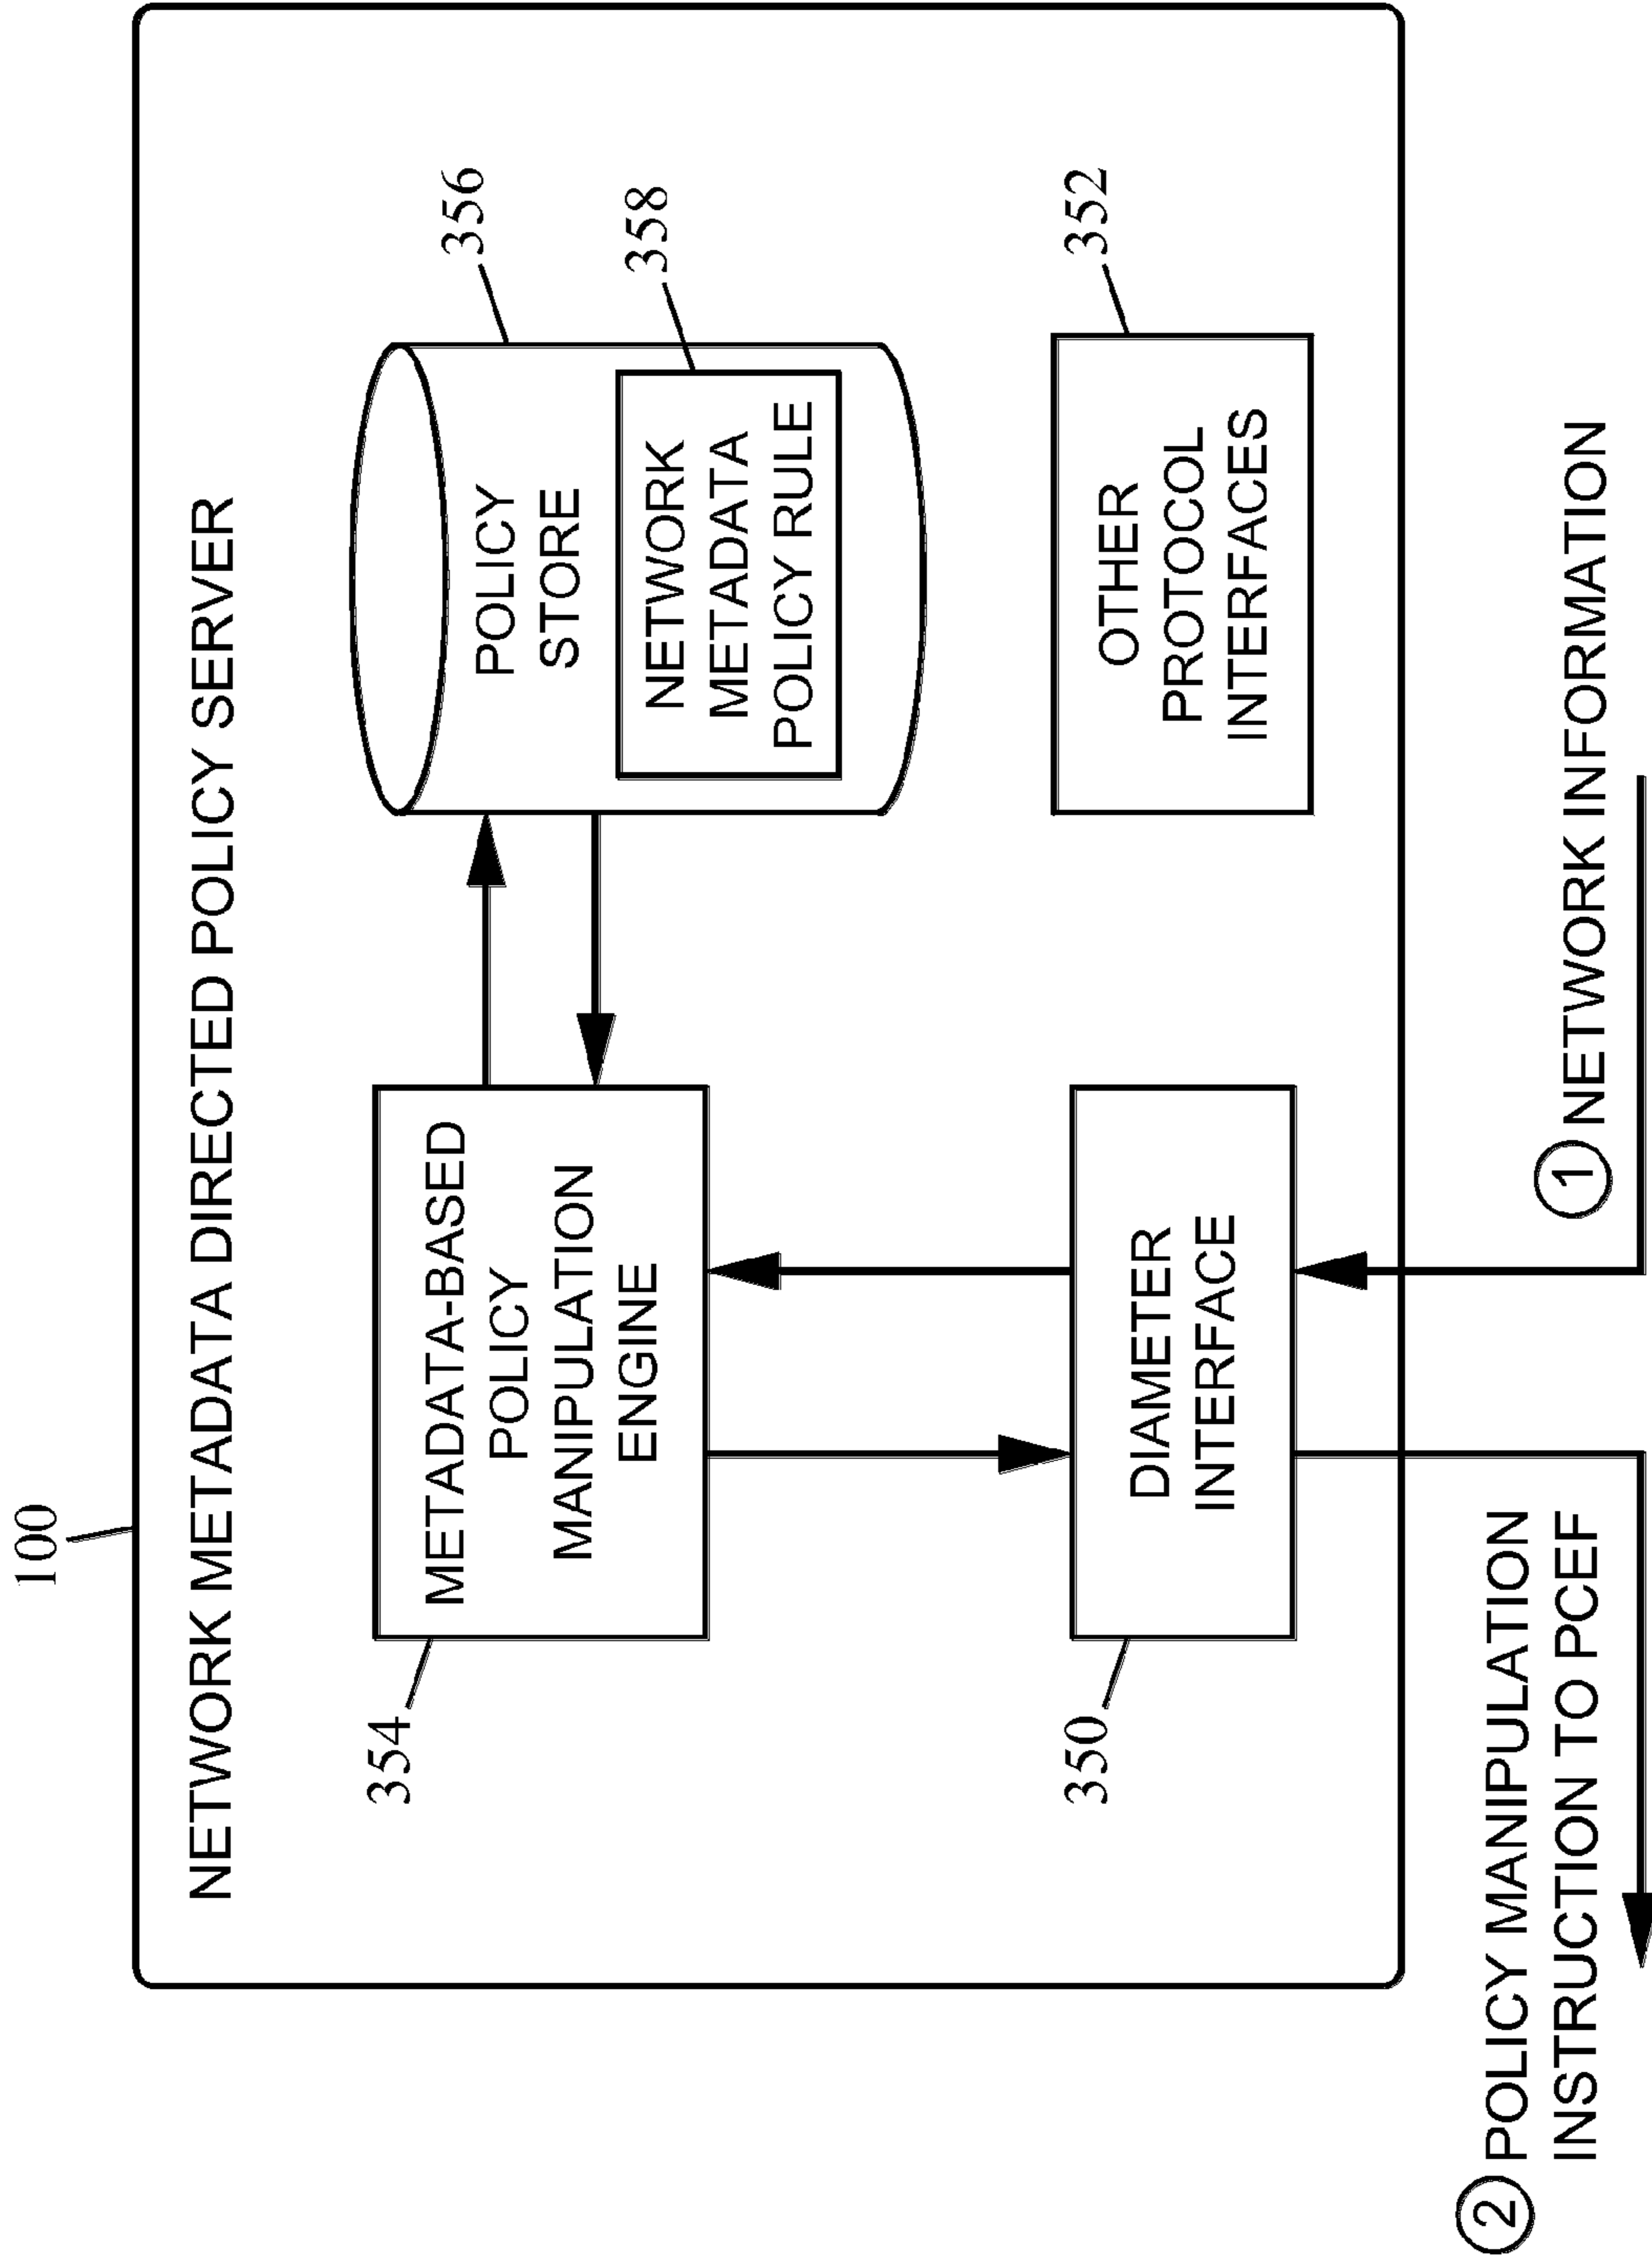 100
NETWORK METADATA DIRECTED POLICY SERVER
354
METADATA-BASED
POLICY
MANIPULATION
ENGINE
356
POLICY
STORE
358
NETWORK
METADATA
POLICY RULE
350
DIAMETER
INTERFACE
352
OTHER
PROTOCOL
INTERFACES
1 NETWORK INFORMATION
2 POLICY MANIPULATION
INSTRUCTION TO PCEF